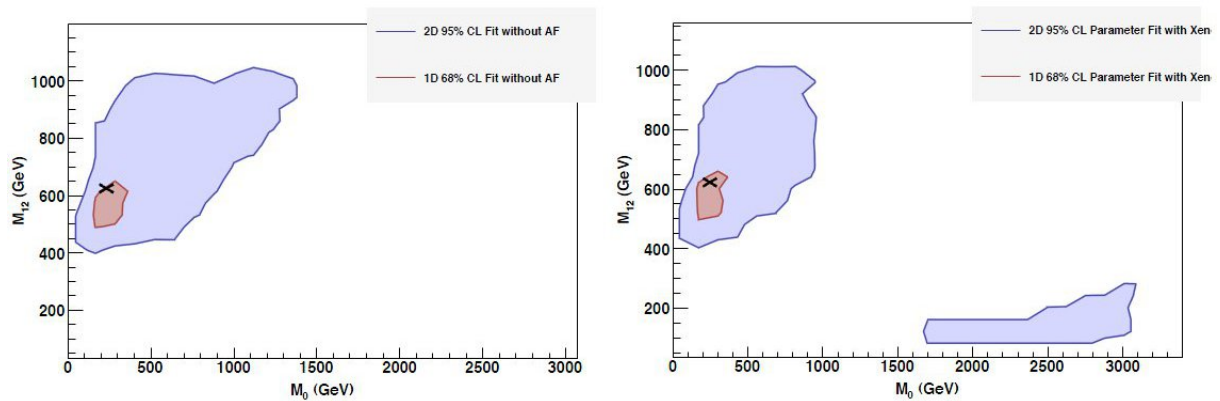 2D 95% CL Fit without AF
1D 68% CL Fit without AF
M₁₂ (GeV)
1000
800
600
400
200
0 500 1000 1500 2000 2500 3000
M₀ (GeV)
2D 95% CL Parameter Fit with Xen
1D 68% CL Parameter Fit with Xen
M₁₂ (GeV)
1000
800
600
400
200
0 500 1000 1500 2000 2500 3000
M₀ (GeV)